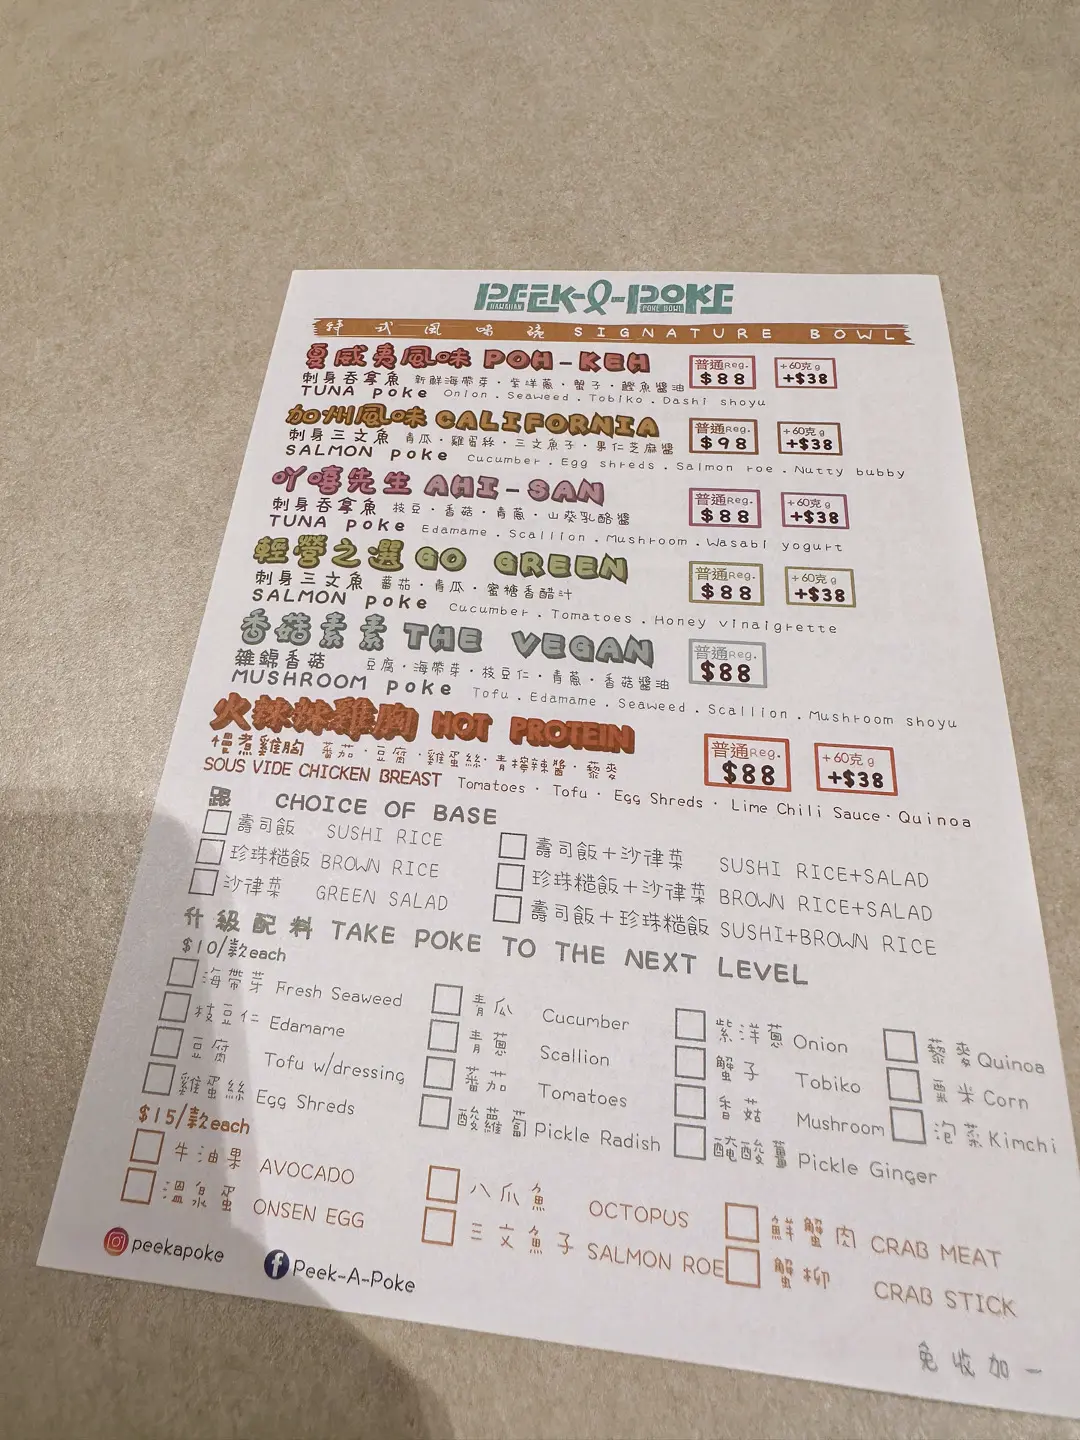 PEEK-A-POKE
HAWAIIAN POKE BOWL
特式風味碗 SIGNATURE BOWL
夏威夷風味 POH-KEH 普通Reg. $88 +60克g +$38
刺身吞拿魚 新鮮海帶芽・紫洋蔥・蟹子・鰹魚醬油
TUNA poke Onion . Seaweed . Tobiko . Dashi shoyu
加州風味 CALIFORNIA 普通Reg. $98 +60克g +$38
刺身三文魚 青瓜・雞蛋絲・三文魚子・果仁芝麻醬
SALMON poke Cucumber . Egg shreds . Salmon roe . Nutty bubby
吖嘻先生 AHI-SAN 普通Reg. $88 +60克g +$38
刺身吞拿魚 枝豆・香菇・青蔥・山葵乳酪醬
TUNA poke Edamame . Scallion . Mushroom . Wasabi yogurt
輕營之選 GO GREEN 普通Reg. $88 +60克g +$38
刺身三文魚 蕃茄・青瓜・蜜糖香醋汁
SALMON poke Cucumber . Tomatoes . Honey vinaigrette
香菇素素 THE VEGAN 普通Reg. $88
雜錦香菇 豆腐・海帶芽・枝豆仁・青蔥・香菇醬油
MUSHROOM poke Tofu . Edamame . Seaweed . Scallion . Mushroom shoyu
火辣辣雞胸 HOT PROTEIN 普通Reg. $88 +60克g +$38
慢煮雞胸 蕃茄・豆腐・雞蛋絲・青檸辣醬・藜麥
SOUS VIDE CHICKEN BREAST Tomatoes · Tofu · Egg Shreds · Lime Chili Sauce · Quinoa
跟 CHOICE OF BASE
壽司飯 SUSHI RICE 壽司飯+沙律菜 SUSHI RICE+SALAD
珍珠糙飯 BROWN RICE 珍珠糙飯+沙律菜 BROWN RICE+SALAD
沙律菜 GREEN SALAD 壽司飯+珍珠糙飯 SUSHI+BROWN RICE
升級配料 TAKE POKE TO THE NEXT LEVEL
$10/款each
海帶芽 Fresh Seaweed 青瓜 Cucumber 紫洋蔥 Onion 藜麥 Quinoa
枝豆仁 Edamame 青蔥 Scallion 蟹子 Tobiko 粟米 Corn
豆腐 Tofu w/dressing 蕃茄 Tomatoes 香菇 Mushroom 泡菜 Kimchi
雞蛋絲 Egg Shreds 酸蘿蔔 Pickle Radish 醃酸薑 Pickle Ginger
$15/款each
牛油果 AVOCADO 八爪魚 OCTOPUS 鮮蟹肉 CRAB MEAT
溫泉蛋 ONSEN EGG 三文魚子 SALMON ROE 蟹柳 CRAB STICK
peekapoke Peek-A-Poke
免收加一